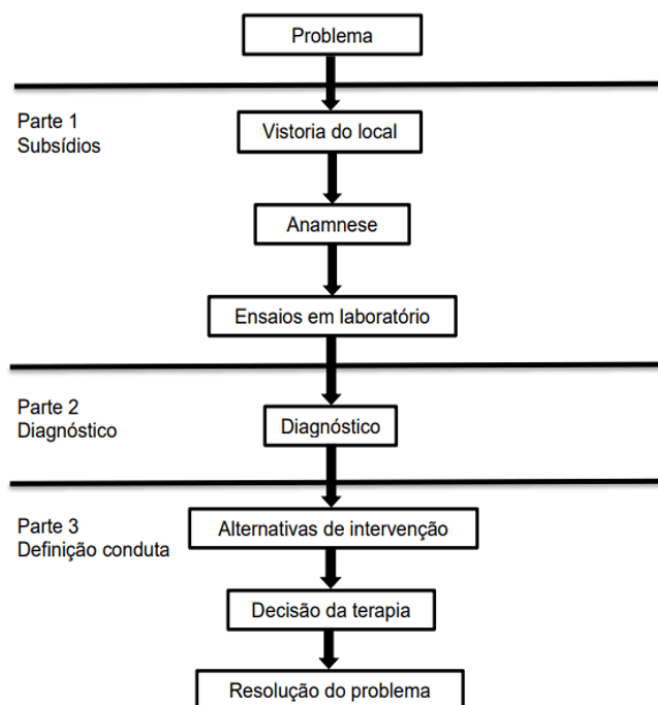 Problema
Parte 1
Subsídios
Vistoria do local
Anamnese
Ensaios em laboratório
Parte 2
Diagnóstico
Diagnóstico
Parte 3
Definição conduta
Alternativas de intervenção
Decisão da terapia
Resolução do problema